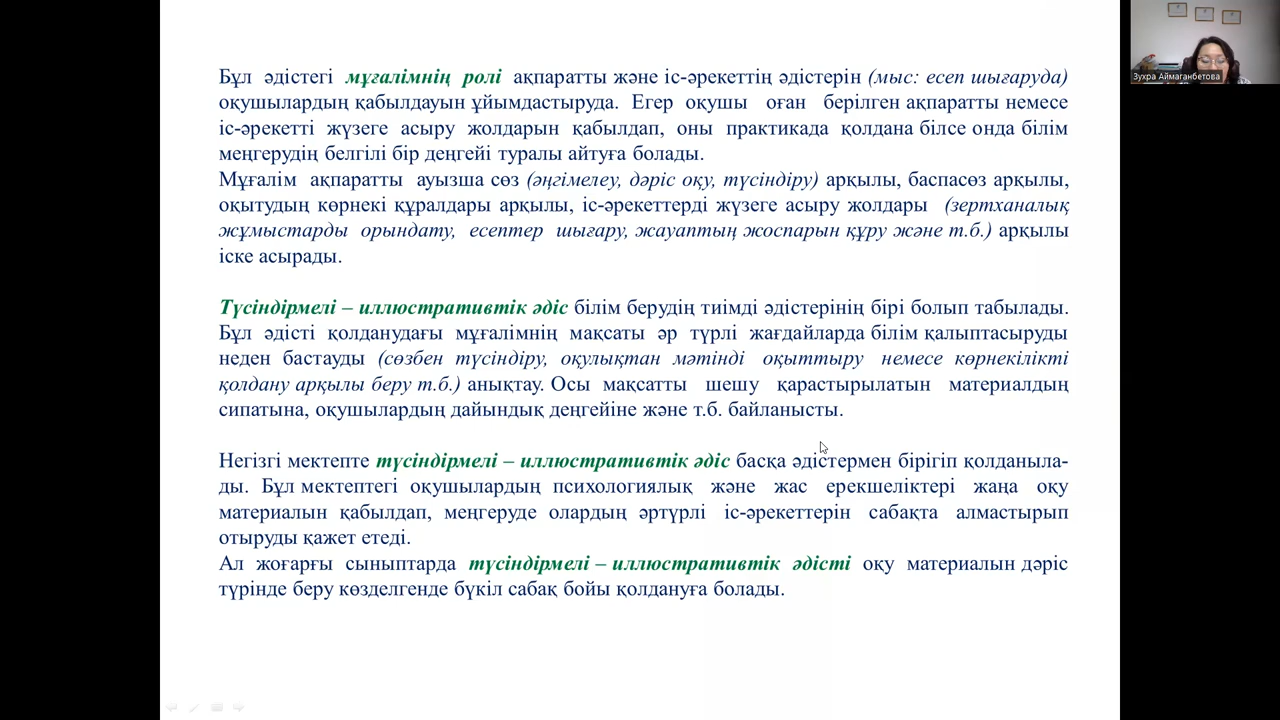 Бұл әдістегі мұғалімнің ролі ақпаратты және іс-әрекеттің әдістерін (мыс: есеп шығаруда)
оқушылардың қабылдауын ұйымдастыруда. Егер оқушы оған берілген ақпаратты немесе
іс-әрекетті жүзеге асыру жолдарын қабылдап, оны практикада қолдана білсе онда білім
меңгерудің белгілі бір деңгейі туралы айтуға болады.
Мұғалім ақпаратты ауызша сөз (әңгімелеу, дәріс оқу, түсіндіру) арқылы, баспасөз арқылы,
оқытудың көрнекі құралдары арқылы, іс-әрекеттерді жүзеге асыру жолдары (зертханалық
жұмыстарды орындату, есептер шығару, жауаптың жоспарын құру және т.б.) арқылы
іске асырады.
Түсіндірмелі – иллюстративтік әдіс білім берудің тиімді әдістерінің бірі болып табылады.
Бұл әдісті қолданудағы мұғалімнің мақсаты әр түрлі жағдайларда білім қалыптасыруды
неден бастауды (сөзбен түсіндіру, оқулықтан мәтінді оқыттыру немесе көрнекілікті
қолдану арқылы беру т.б.) анықтау. Осы мақсатты шешу қарастырылатын материалдың
сипатына, оқушылардың дайындық деңгейіне және т.б. байланысты.
Негізгі мектепте түсіндірмелі – иллюстративтік әдіс басқа әдістермен бірігіп қолданыла-
ды. Бұл мектептегі оқушылардың психологиялық және жас ерекшеліктері жаңа оқу
материалын қабылдап, меңгеруде олардың әртүрлі іс-әрекеттерін сабақта алмастырып
отыруды қажет етеді.
Ал жоғарғы сыныптарда түсіндірмелі – иллюстративтік әдісті оқу материалын дәріс
түрінде беру көзделгенде бүкіл сабақ бойы қолдануға болады.
Зухра Аймаганбетова